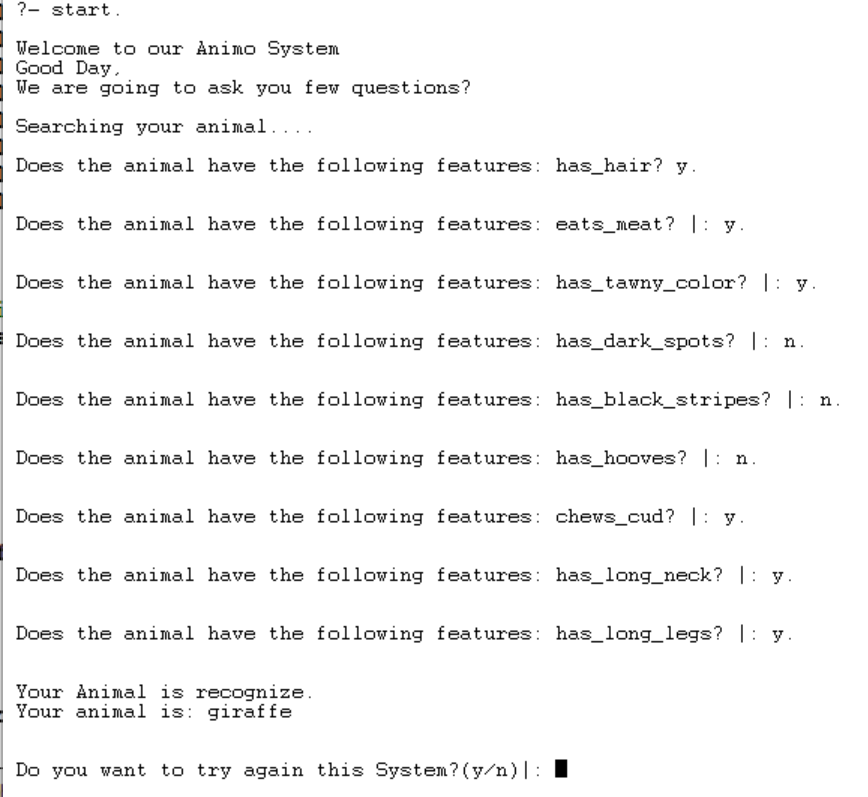 ?- start.
Welcome to our Animo System
Good Day,
We are going to ask you few questions?
Searching your animal....
Does the animal have the following features: has_hair? y.
Does the animal have the following features: eats_meat? |: y.
Does the animal have the following features: has_tawny_color? |: y.
Does the animal have the following features: has_dark_spots? |: n.
Does the animal have the following features: has_black_stripes? |: n.
Does the animal have the following features: has_hooves? |: n.
Does the animal have the following features: chews_cud? |: y.
Does the animal have the following features: has_long_neck? |: y.
Does the animal have the following features: has_long_legs? |: y.
Your Animal is recognize.
Your animal is: giraffe
Do you want to try again this System?(y/n)|: